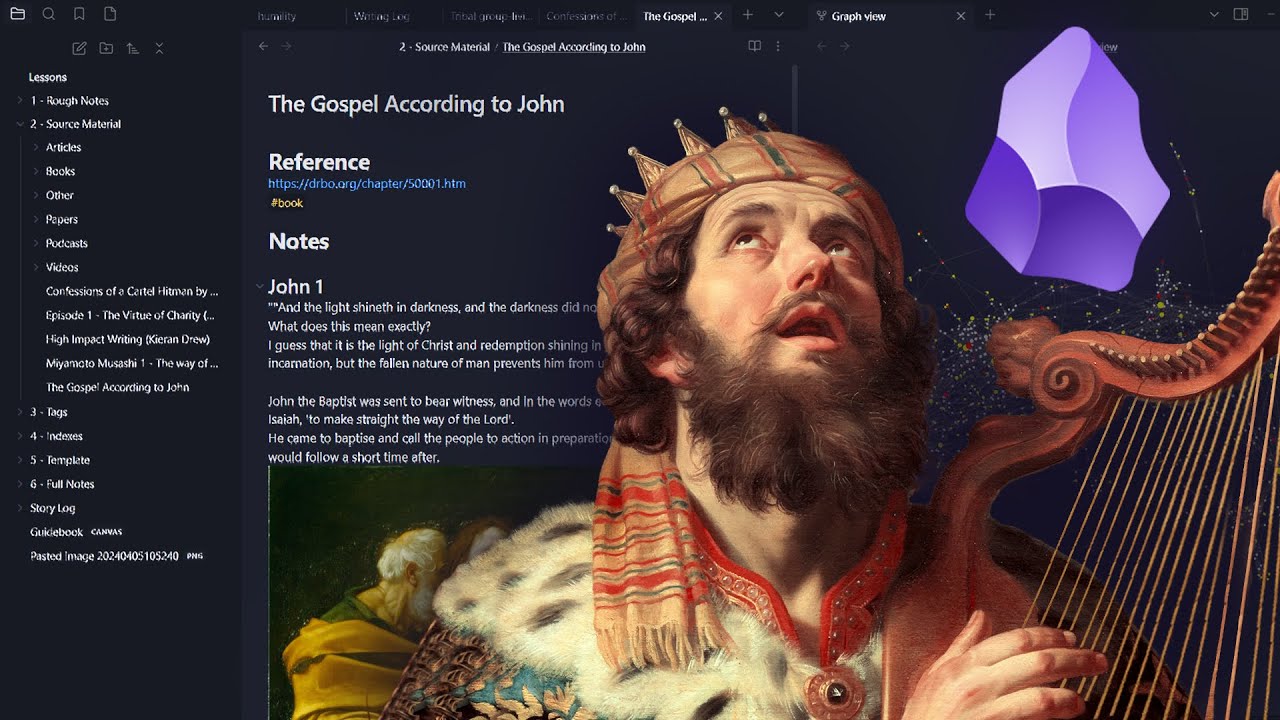 humility
Writing Log
Tribal group-livi...
Confessions of ...
The Gospel ...
Graph view
2 - Source Material / The Gospel According to John
Lessons
1 - Rough Notes
2 - Source Material
Articles
Books
Other
Papers
Podcasts
Videos
Confessions of a Cartel Hitman by ...
Episode 1 - The Virtue of Charity (...
High Impact Writing (Kieran Drew)
Miyamoto Musashi 1 - The way of ...
The Gospel According to John
3 - Tags
4 - Indexes
5 - Template
6 - Full Notes
Story Log
Guidebook CANVAS
Pasted Image 20240405105240 PNG
The Gospel According to John
Reference
https://drbo.org/chapter/50001.htm
#book
Notes
John 1
""And the light shineth in darkness, and the darkness did no
What does this mean exactly?
I guess that it is the light of Christ and redemption shining in
incarnation, but the fallen nature of man prevents him from u
John the Baptist was sent to bear witness, and in the words o
Isaiah, 'to make straight the way of the Lord'.
He came to baptise and call the people to action in preparation
would follow a short time after.